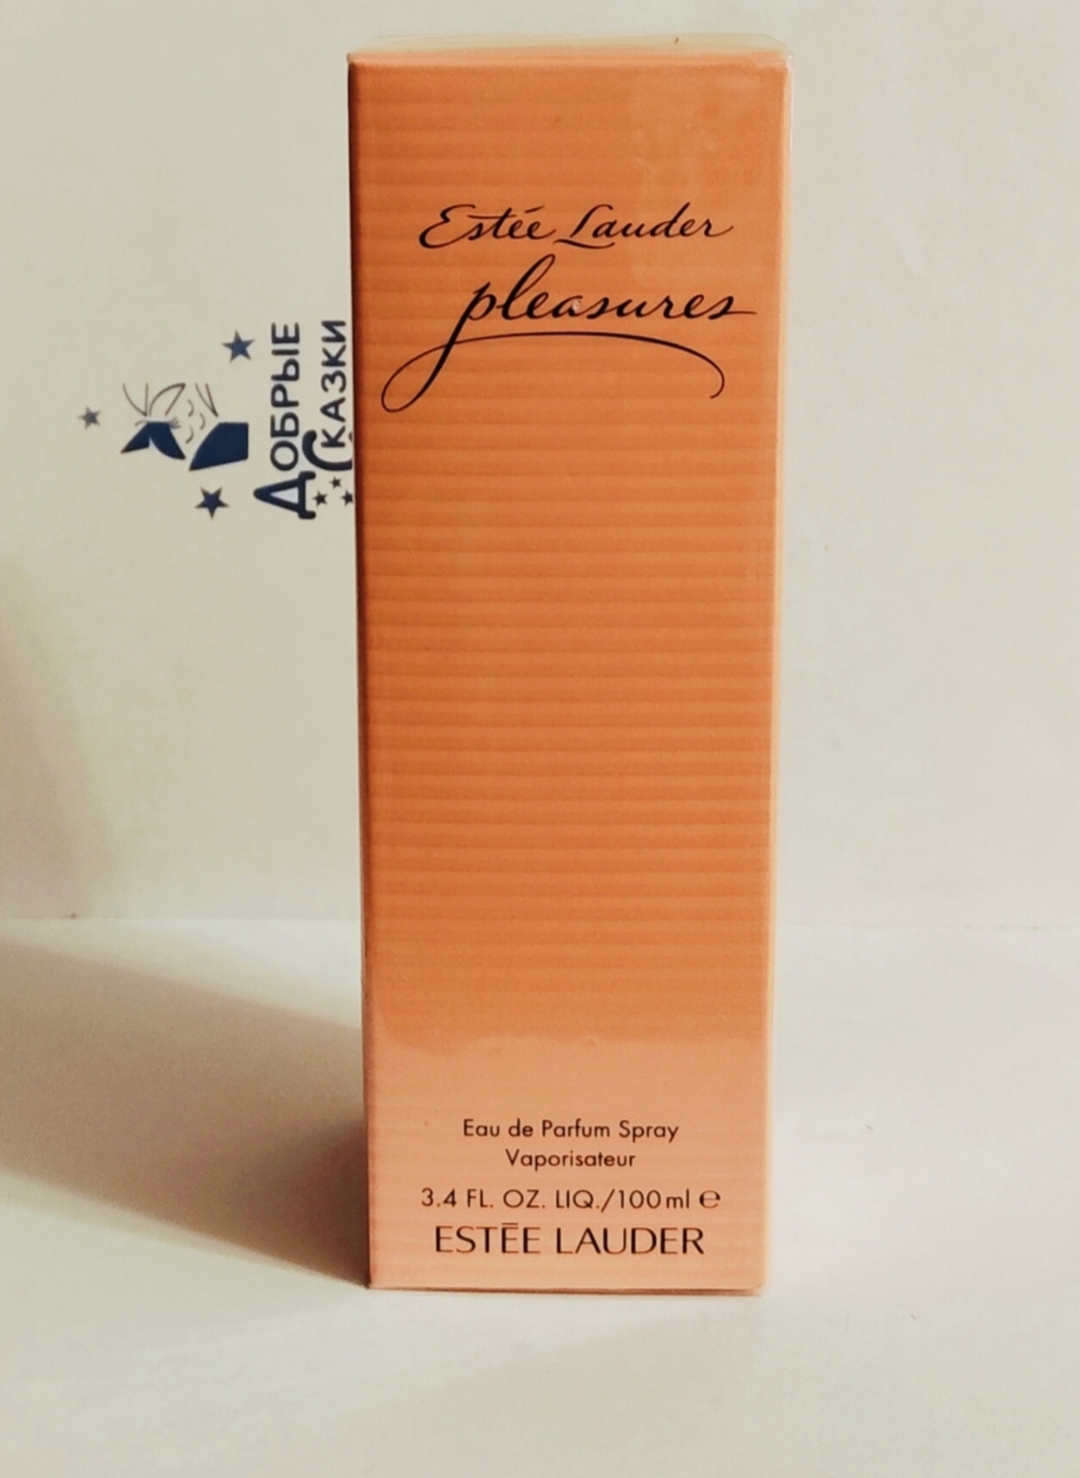 Estée Lauder
pleasures
ДОБРЫЕ
СКАЗКИ
Eau de Parfum Spray
Vaporisateur
3.4 FL. OZ. LIQ./100 ml ℮
ESTĒE LAUDER